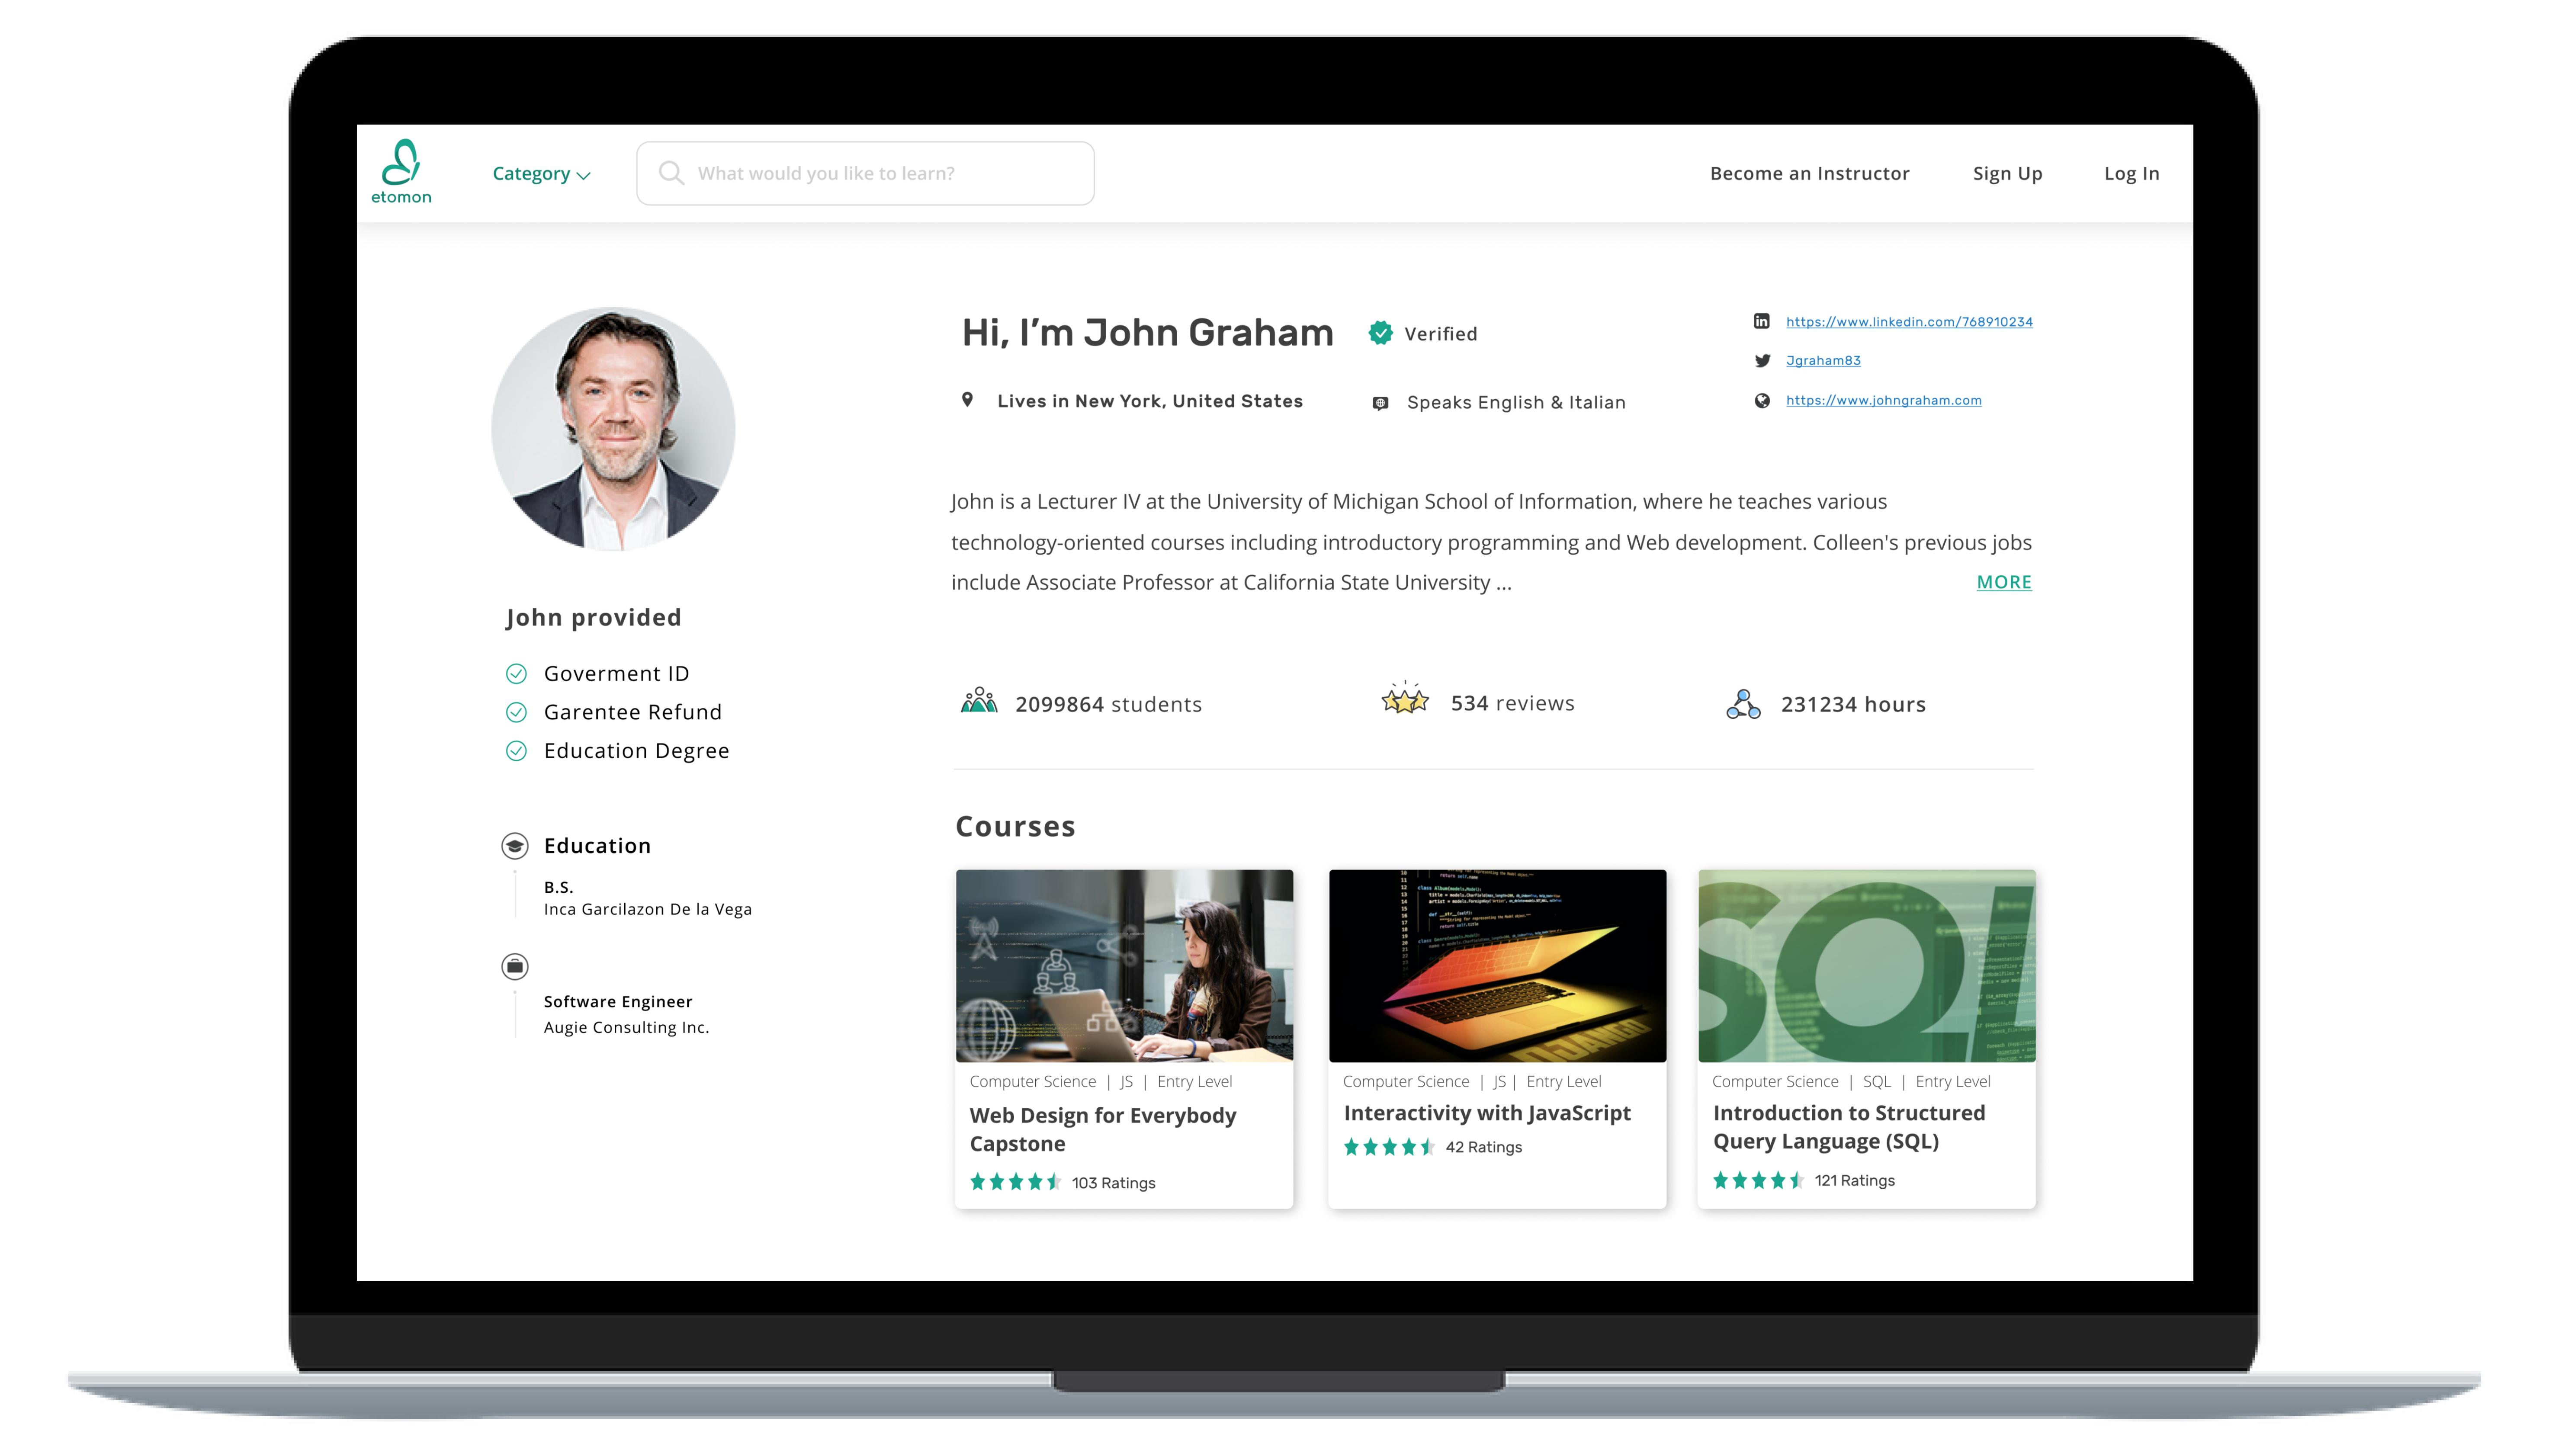 etomon
Category
What would you like to learn?
Become an Instructor
Sign Up
Log In
Hi, I’m John Graham
Verified
Lives in New York, United States
Speaks English & Italian
https://www.linkedin.com/768910234
Jgraham83
https://www.johngraham.com
John is a Lecturer IV at the University of Michigan School of Information, where he teaches various
technology-oriented courses including introductory programming and Web development. Colleen's previous jobs
include Associate Professor at California State University ...
MORE
John provided
Goverment ID
Garentee Refund
Education Degree
Education
B.S.
Inca Garcilazon De la Vega
Software Engineer
Augie Consulting Inc.
2099864 students
534 reviews
231234 hours
Courses
Computer Science | JS | Entry Level
Web Design for Everybody
Capstone
103 Ratings
DJANGO
Computer Science | JS | Entry Level
Interactivity with JavaScript
42 Ratings
sql
Computer Science | SQL | Entry Level
Introduction to Structured
Query Language (SQL)
121 Ratings